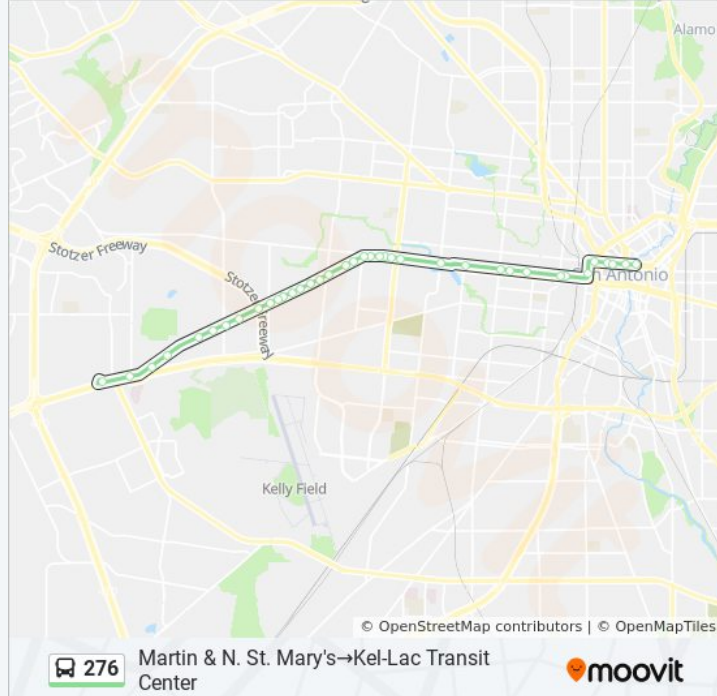 Alamo
Stotzer Freeway
Stotzer Freeway
San Antonio
Kelly Field
© OpenStreetMap contributors | © OpenMapTiles
276
Martin & N. St. Mary's→Kel-Lac Transit
Center
moovit